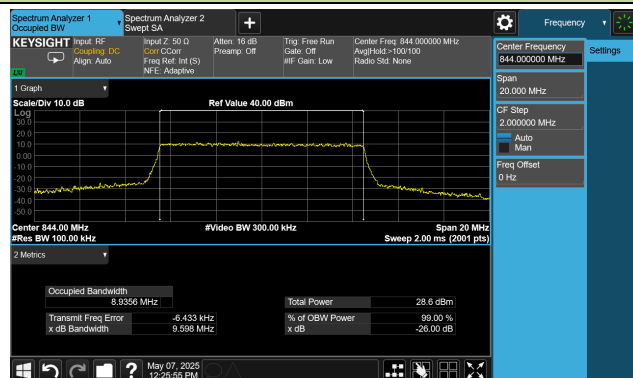 Spectrum Analyzer 1
Occupied BW
Spectrum Analyzer 2
Swept SA
Frequency
KEYSIGHT
Input: RF
Coupling: DC
Align: Auto
Input Z: 50 Ω
Corr CCorr
Freq Ref: Int (S)
NFE: Adaptive
Atten: 16 dB
Preamp: Off
Trig: Free Run
Gate: Off
#IF Gain: Low
Center Freq: 844.000000 MHz
Avg|Hold:>100/100
Radio Std: None
LXI
Center Frequency
844.000000 MHz
Settings
Span
20.000 MHz
CF Step
2.000000 MHz
Auto
Man
Freq Offset
0 Hz
1 Graph
Scale/Div 10.0 dB
Ref Value 40.00 dBm
Log
30.0
20.0
10.0
0.00
-10.0
-20.0
-30.0
-40.0
-50.0
Center 844.00 MHz
#Video BW 300.00 kHz
Span 20 MHz
#Res BW 100.00 kHz
Sweep 2.00 ms (2001 pts)
2 Metrics
Occupied Bandwidth
8.9356 MHz
Total Power 28.6 dBm
Transmit Freq Error -6.433 kHz
% of OBW Power 99.00 %
x dB Bandwidth 9.598 MHz
x dB -26.00 dB
May 07, 2025
12:25:55 PM